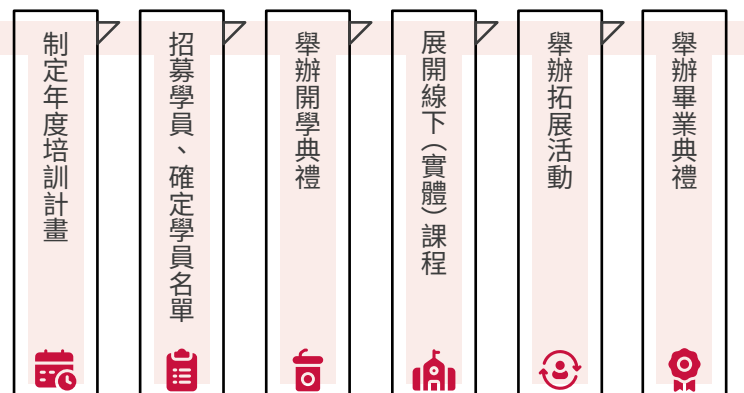 制定年度培訓計畫
招募學員、確定學員名單
舉辦開學典禮
展開線下（實體）課程
舉辦拓展活動
舉辦畢業典禮